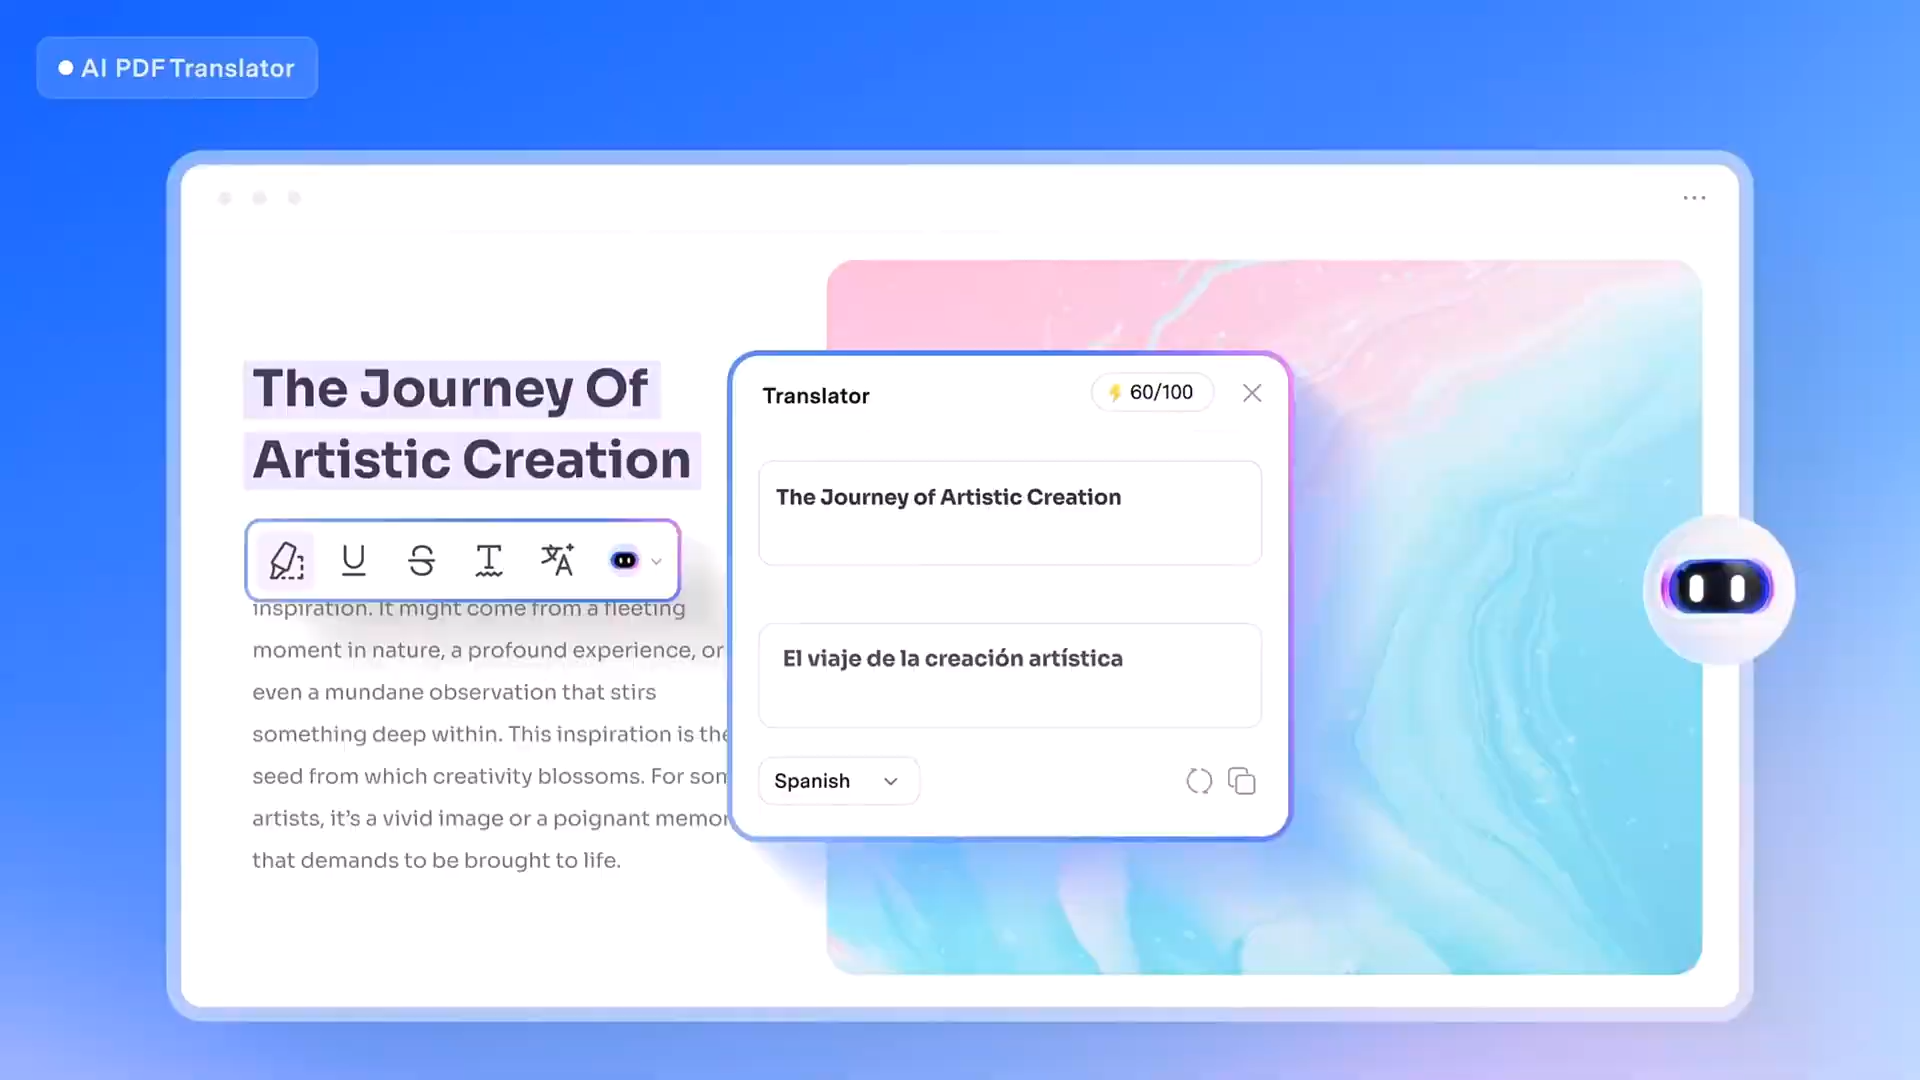 AI PDF Translator
The Journey Of
Artistic Creation
inspiration. It might come from a fleeting
moment in nature, a profound experience, or
even a mundane observation that stirs
something deep within. This inspiration is the
seed from which creativity blossoms. For som
artists, it’s a vivid image or a poignant memor
that demands to be brought to life.
Translator
60/100
The Journey of Artistic Creation
El viaje de la creación artística
Spanish